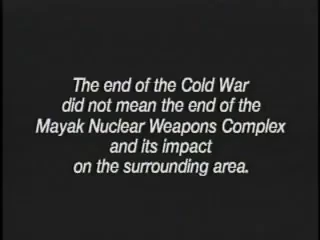 The end of the Cold War
did not mean the end of the
Mayak Nuclear Weapons Complex
and its impact
on the surrounding area.